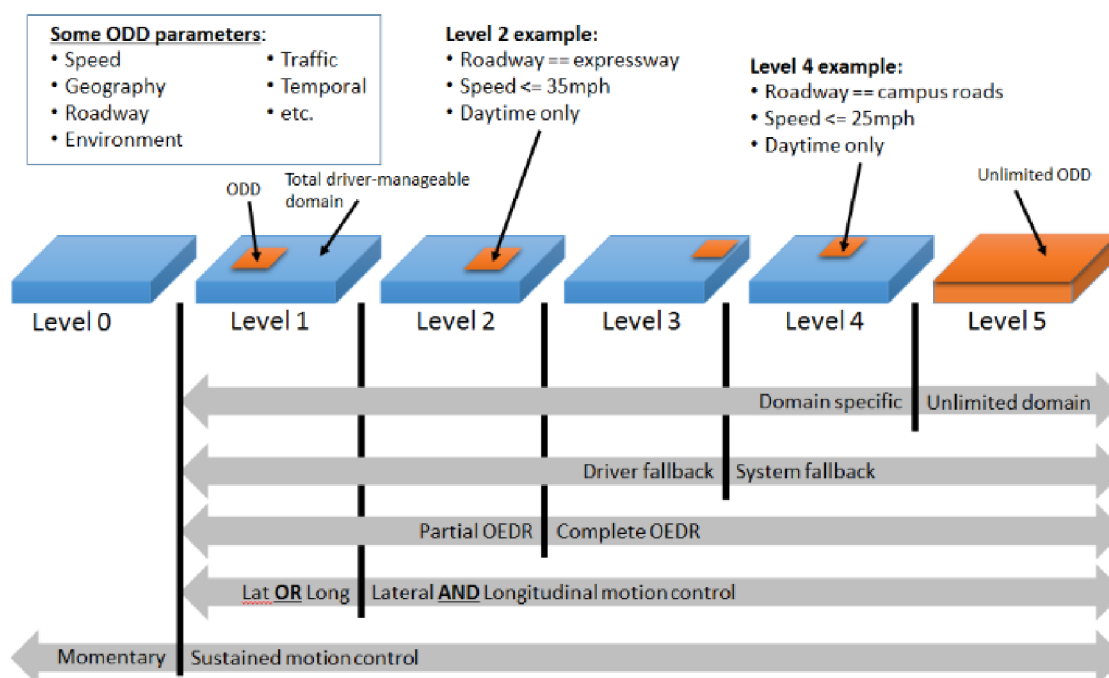 Some ODD parameters:
• Speed
• Geography
• Roadway
• Environment
• Traffic
• Temporal
• etc.
Level 2 example:
• Roadway == expressway
• Speed <= 35mph
• Daytime only
Level 4 example:
• Roadway == campus roads
• Speed <= 25mph
• Daytime only
ODD
Total driver-manageable
domain
Unlimited ODD
Level 0
Level 1
Level 2
Level 3
Level 4
Level 5
Domain specific
Unlimited domain
Driver fallback
System fallback
Partial OEDR
Complete OEDR
Lat OR Long
Lateral AND Longitudinal motion control
Momentary
Sustained motion control